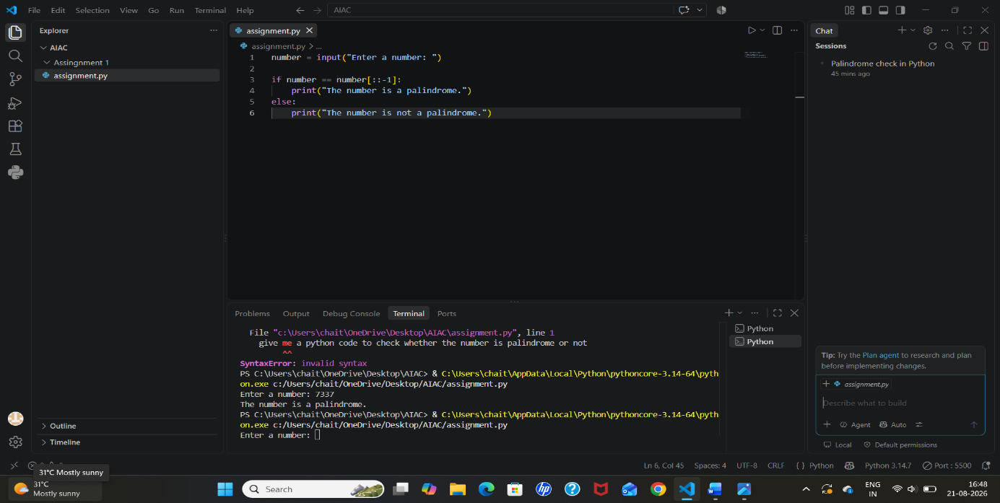 File Edit Selection View Go Run Terminal Help
AIAC
Explorer
AIAC
Assingnment 1
assignment.py
Outline
Timeline
assignment.py
assignment.py > ...
1 number = input("Enter a number: ")
2
3 if number == number[::-1]:
4 print("The number is a palindrome.")
5 else:
6 print("The number is not a palindrome.")
Problems Output Debug Console Terminal Ports
File "c:\Users\chait\OneDrive\Desktop\AIAC\assignment.py", line 1
give me a python code to check whether the number is palindrome or not
^^
SyntaxError: invalid syntax
PS C:\Users\chait\OneDrive\Desktop\AIAC> & C:\Users\chait\AppData\Local\Python\pythoncore-3.14-64\pyth
on.exe c:/Users/chait/OneDrive/Desktop/AIAC/assignment.py
Enter a number: 7337
The number is a palindrome.
PS C:\Users\chait\OneDrive\Desktop\AIAC> & C:\Users\chait\AppData\Local\Python\pythoncore-3.14-64\pyth
on.exe c:/Users/chait/OneDrive/Desktop/AIAC/assignment.py
Enter a number:
Python
Python
Chat
Sessions
Palindrome check in Python
45 mins ago
Tip: Try the Plan agent to research and plan
before implementing changes.
assignment.py
Describe what to build
Agent Auto
Local Default permissions
Ln 6, Col 45 Spaces: 4 UTF-8 CRLF { } Python Python 3.14.7 Port : 5500
31°C Mostly sunny
31°C
Mostly sunny
Search
ENG
IN
16:48
21-08-2026